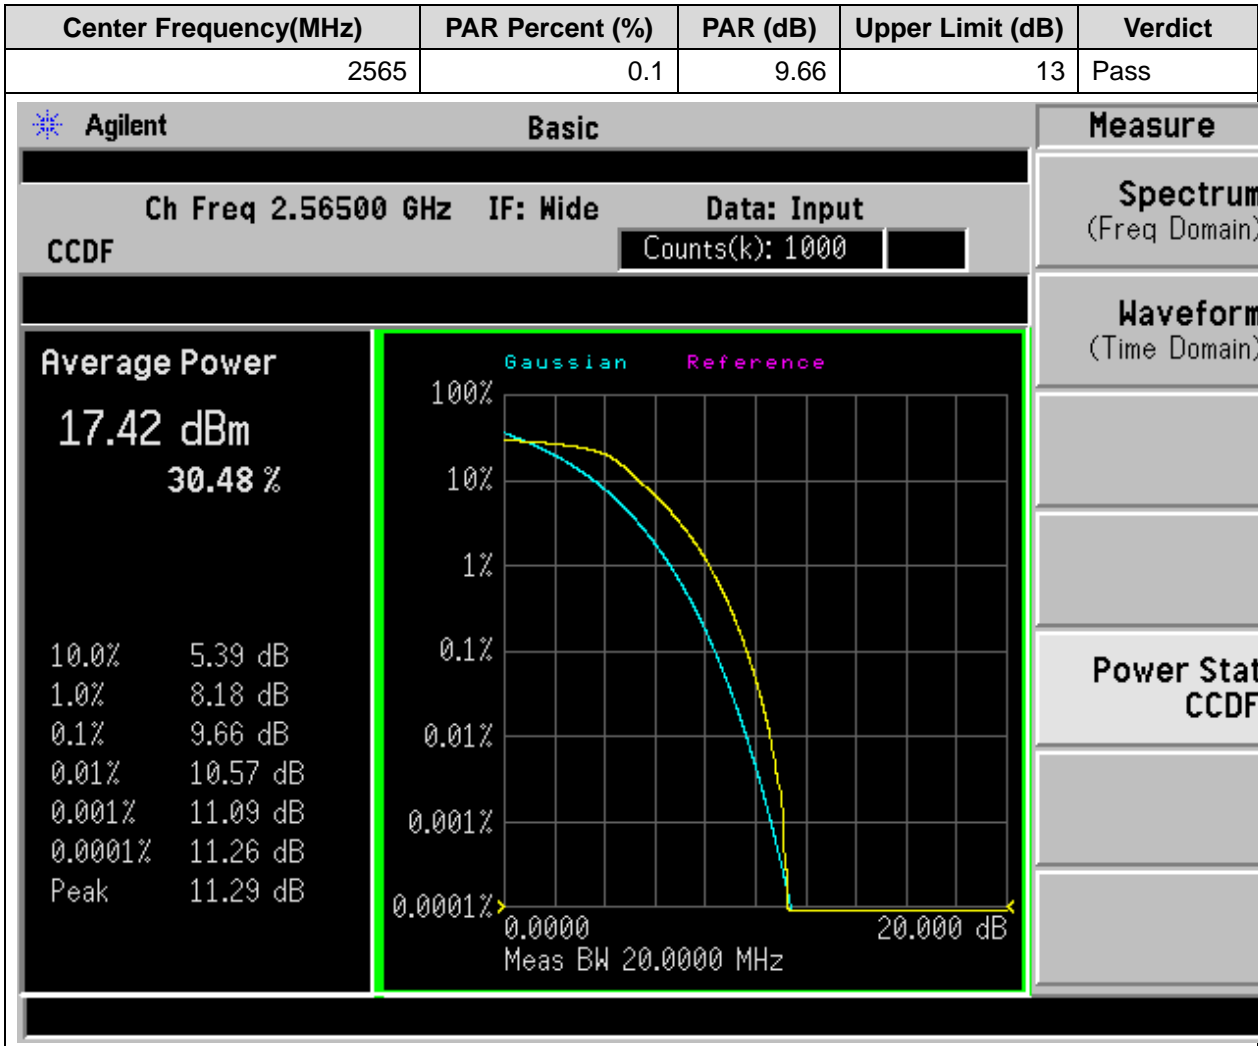 Center Frequency(MHz) PAR Percent (%) PAR (dB) Upper Limit (dB) Verdict
2565 0.1 9.66 13 Pass
Agilent Basic Measure
Ch Freq 2.56500 GHz IF: Wide Data: Input
CCDF Counts(k): 1000
Spectrum
(Freq Domain)
Waveform
(Time Domain)
Power Stat
CCDF
Average Power
17.42 dBm
30.48 %
10.0% 5.39 dB
1.0% 8.18 dB
0.1% 9.66 dB
0.01% 10.57 dB
0.001% 11.09 dB
0.0001% 11.26 dB
Peak 11.29 dB
Gaussian Reference
100%
10%
1%
0.1%
0.01%
0.001%
0.0001%
0.0000 20.000 dB
Meas BW 20.0000 MHz